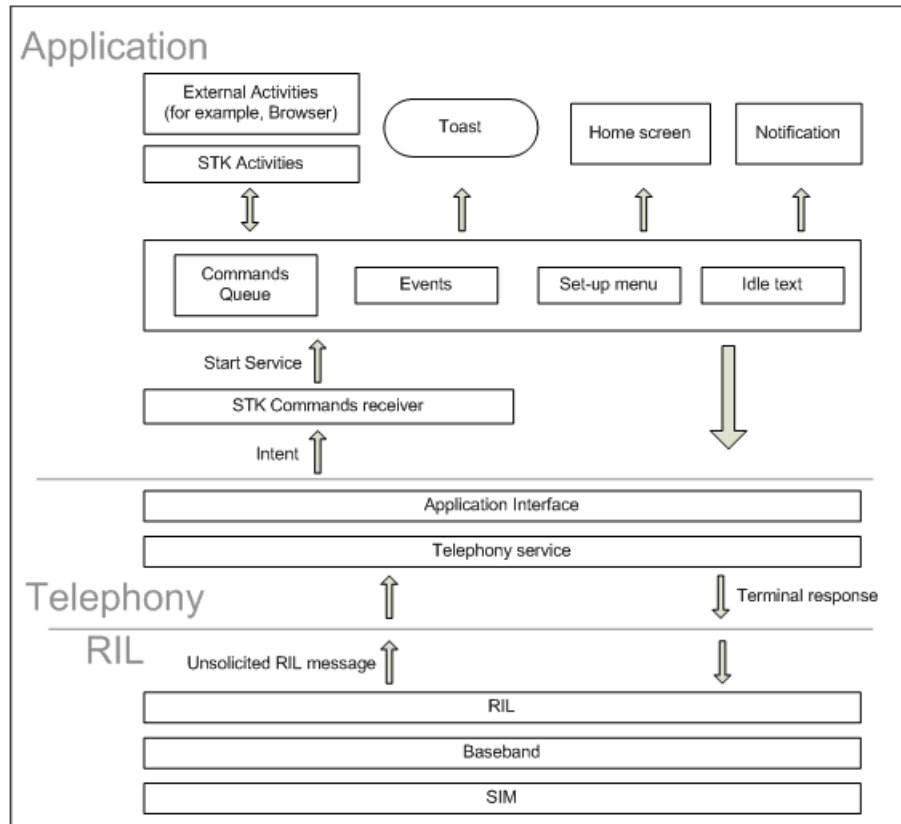 Application
External Activities
(for example, Browser)
STK Activities
Toast
Home screen
Notification
Commands
Queue
Events
Set-up menu
Idle text
Start Service
STK Commands receiver
Intent
Application Interface
Telephony service
Telephony
Terminal response
RIL
Unsolicited RIL message
RIL
Baseband
SIM